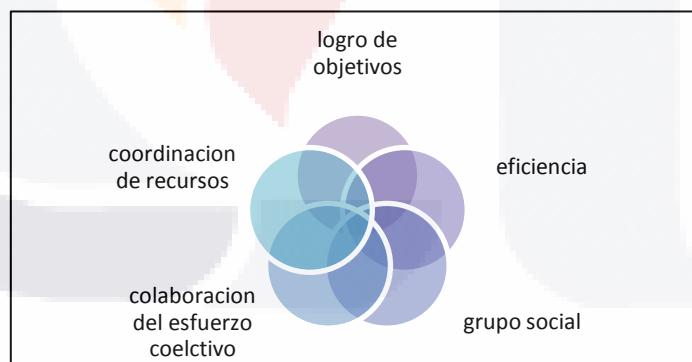 logro de
objetivos
eficiencia
grupo social
colaboracion
del esfuerzo
coelctivo
coordinacion
de recursos